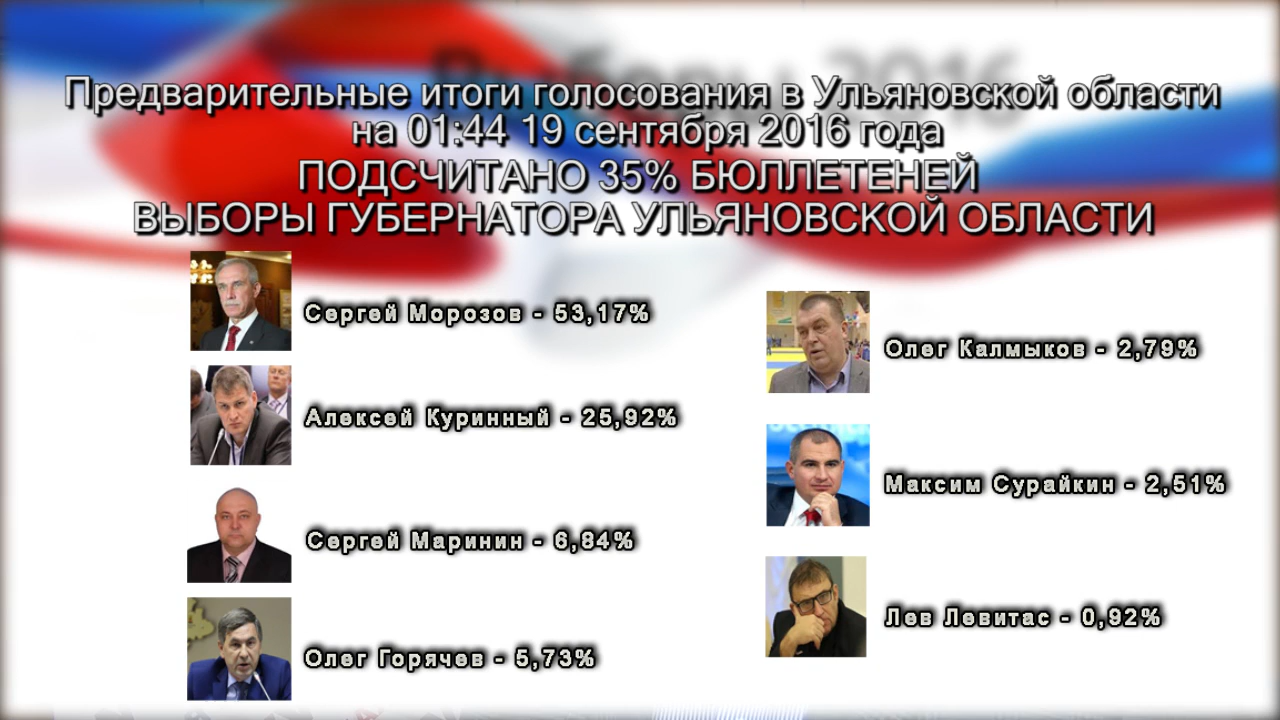 Предварительные итоги голосования в Ульяновской области
на 01:44 19 сентября 2016 года
ПОДСЧИТАНО 35% БЮЛЛЕТЕНЕЙ
ВЫБОРЫ ГУБЕРНАТОРА УЛЬЯНОВСКОЙ ОБЛАСТИ
Сергей Морозов - 53,17%
Алексей Куринный - 25,92%
Сергей Маринин - 6,84%
Олег Горячев - 5,73%
Олег Калмыков - 2,79%
Максим Сурайкин - 2,51%
Лев Левитас - 0,92%